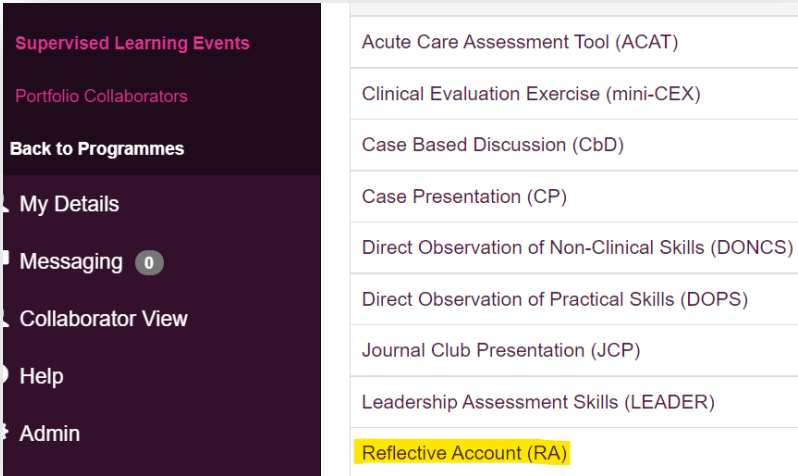 Supervised Learning Events
Portfolio Collaborators
Back to Programmes
My Details
Messaging 0
Collaborator View
Help
Admin
Acute Care Assessment Tool (ACAT)
Clinical Evaluation Exercise (mini-CEX)
Case Based Discussion (CbD)
Case Presentation (CP)
Direct Observation of Non-Clinical Skills (DONCS)
Direct Observation of Practical Skills (DOPS)
Journal Club Presentation (JCP)
Leadership Assessment Skills (LEADER)
Reflective Account (RA)